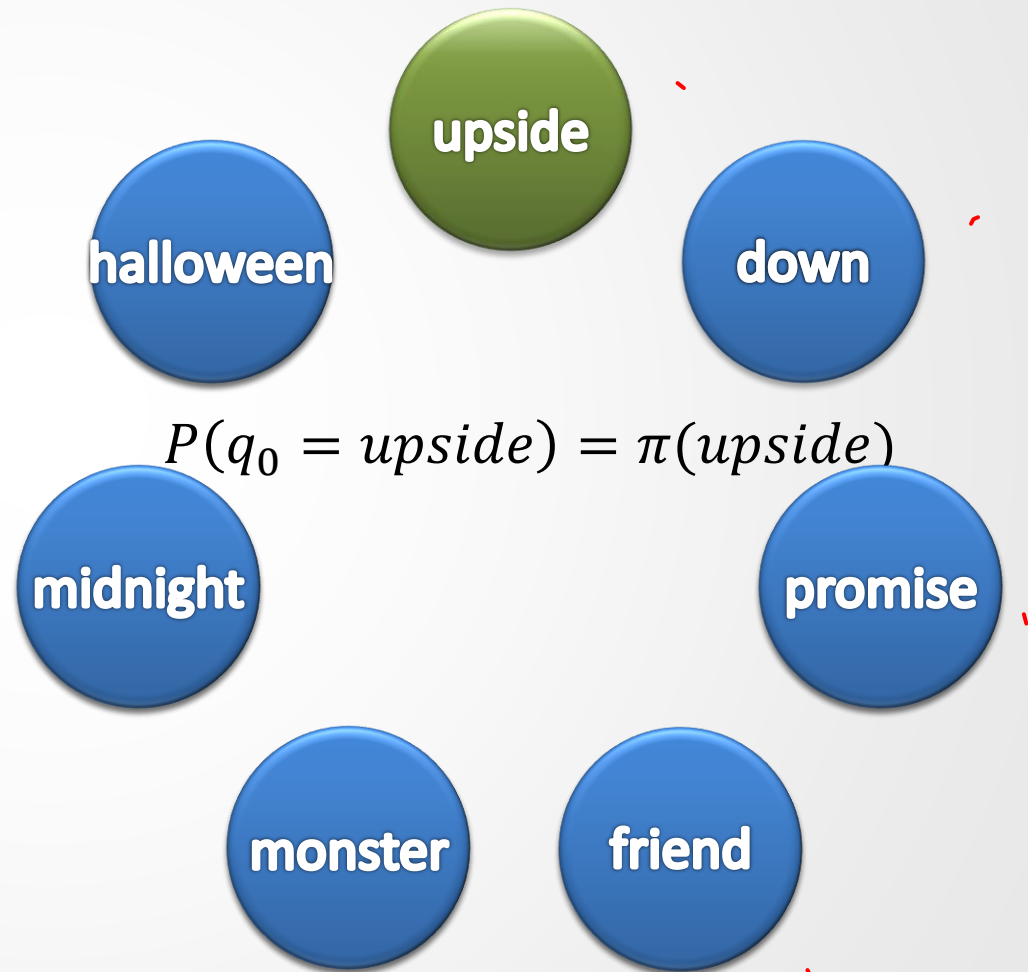 upside
halloween
down
P(q₀ = upside) = π(upside)
midnight
promise
monster
friend